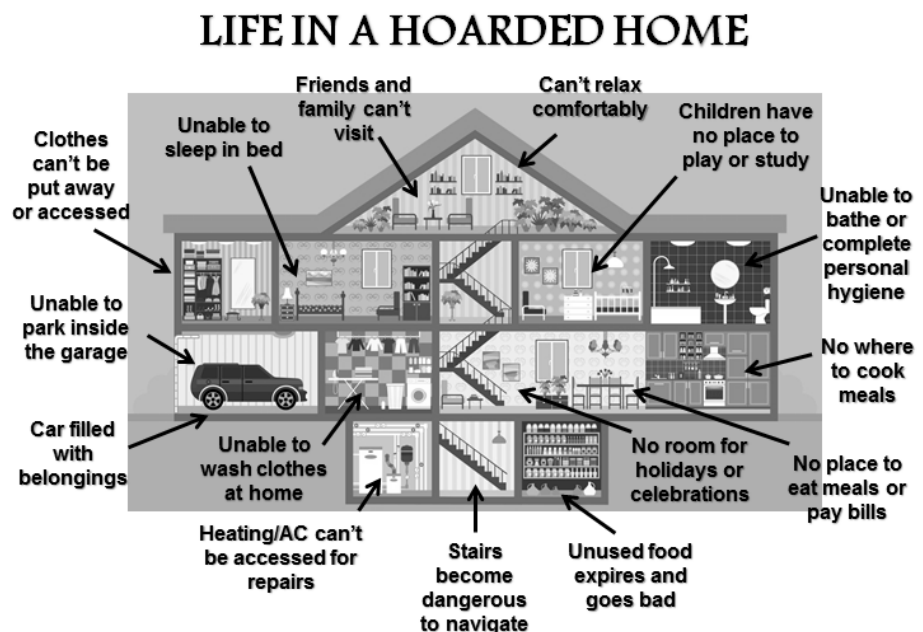 LIFE IN A HOARDED HOME
Friends and
family can't
visit
Can't relax
comfortably
Children have
no place to
play or study
Unable to
sleep in bed
Clothes
can't be
put away
or accessed
Unable to
bathe or
complete
personal
hygiene
Unable to
park inside
the garage
No where
to cook
meals
Car filled
with
belongings
Unable to
wash clothes
at home
No room for
holidays or
celebrations
No place to
eat meals or
pay bills
Heating/AC can't
be accessed for
repairs
Stairs
become
dangerous
to navigate
Unused food
expires and
goes bad